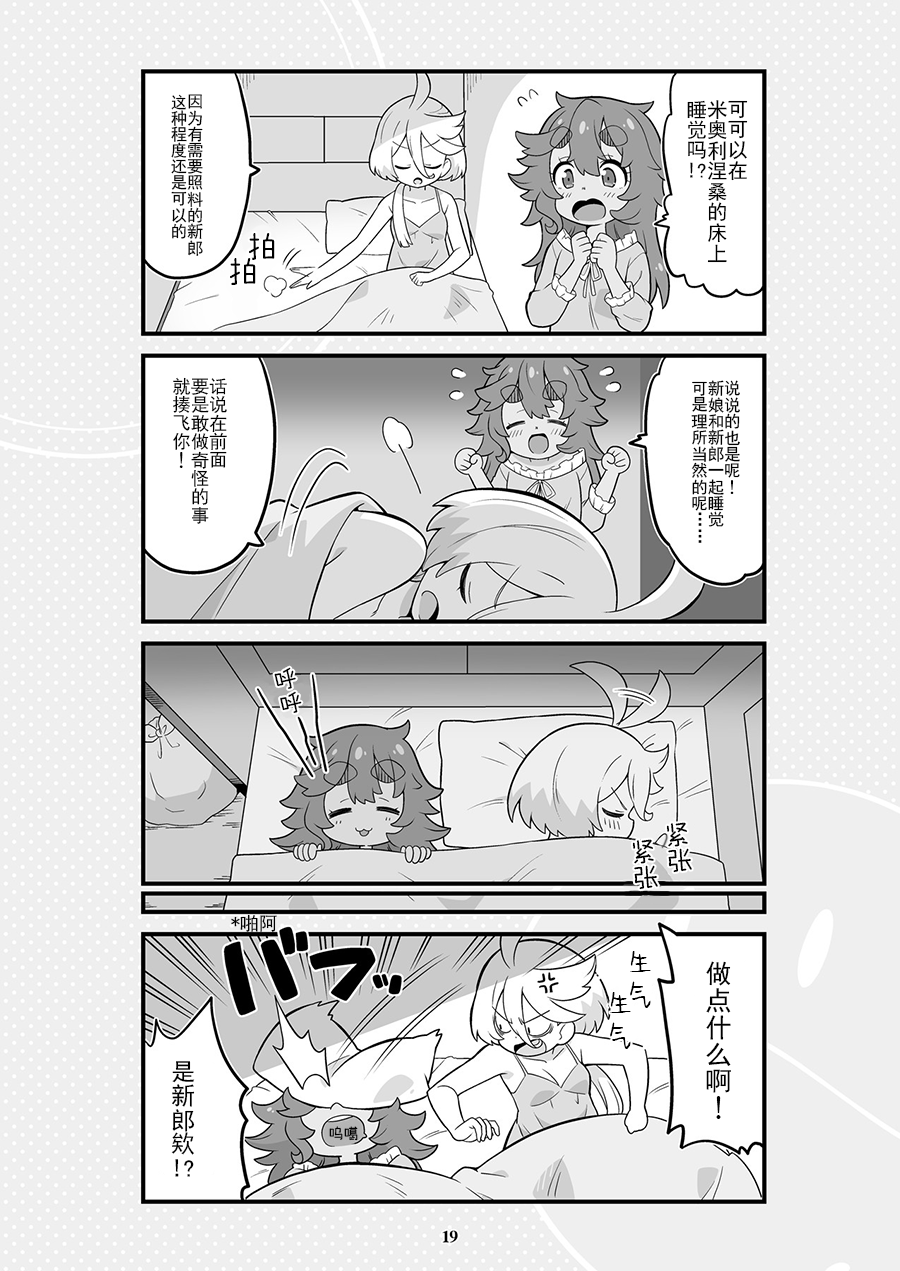 可可以在
米奥利涅桑的床上
睡觉吗!?
因为有需要照料的新郎
这种程度还是可以的
拍
拍
说说的也是呢！
新娘和新郎一起睡觉
可是理所当然的呢……
话说在前面
要是敢做奇怪的事
就揍飞你！
呼
呼
紧张
紧张
*啪阿
バフッ
做点什么啊！
生气
生气
呜噶
是新郎欸!?
19